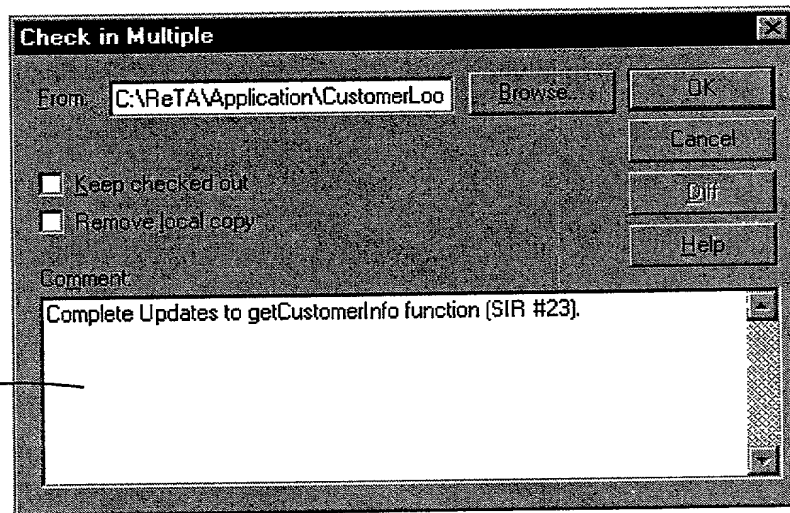 Check in Multiple
From: C:\ReTA\Application\CustomerLoo Browse... OK
Cancel
Keep checked out
Diff
Remove local copy
Help
Comment:
Complete Updates to getCustomerInfo function (SIR #23).